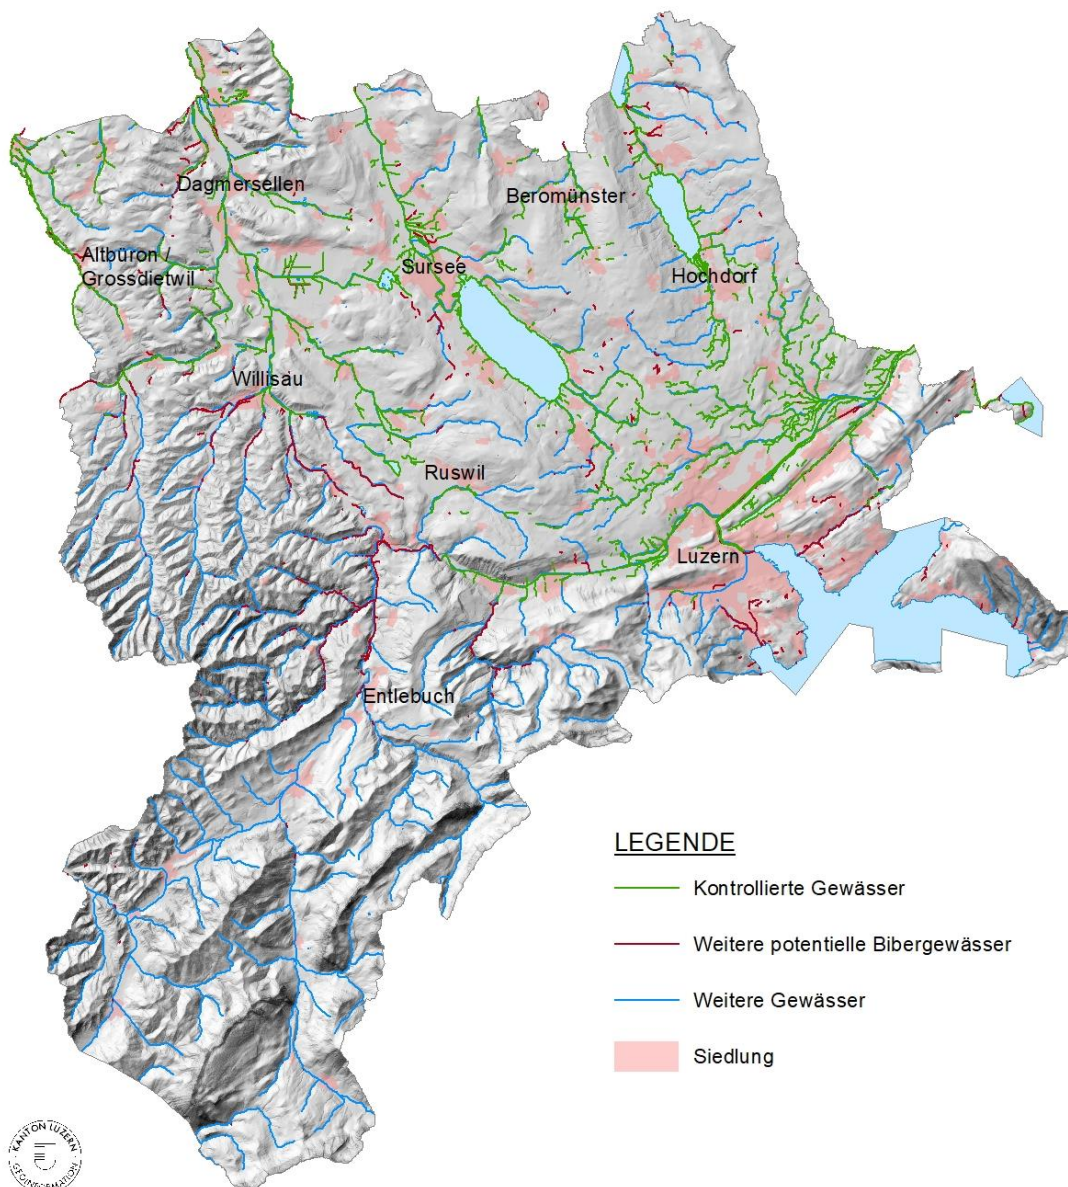 Dagmersellen
Beromünster
Altbüron /
Grossdietwil
Sursee
Hochdorf
Willisau
Ruswil
Luzern
Entlebuch
LEGENDE
Kontrollierte Gewässer
Weitere potentielle Bibergewässer
Weitere Gewässer
Siedlung
KANTON LUZERN
GEOINFORMATION